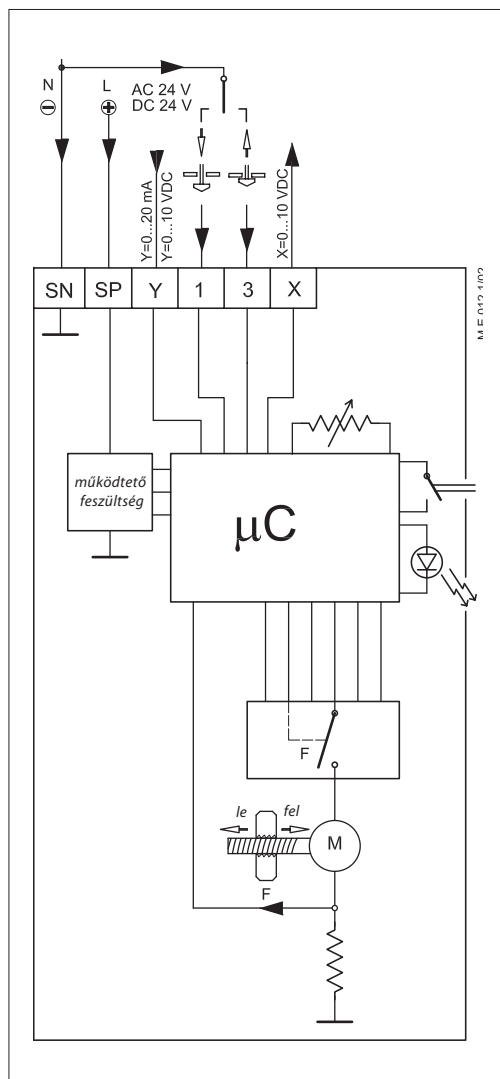 N
L
AC 24 V
DC 24 V
Y=0...20 mA
Y=0...10 VDC
X=0...10 VDC
SN SP Y 1 3 X
működtető
feszültség
µC
F
le fel
M
F